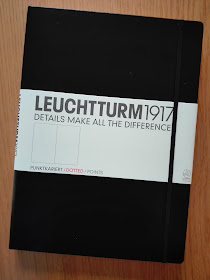 LEUCHTTURM1917
DETAILS MAKE ALL THE DIFFERENCE
PUNKTKARIERT / DOTTED / POINTS